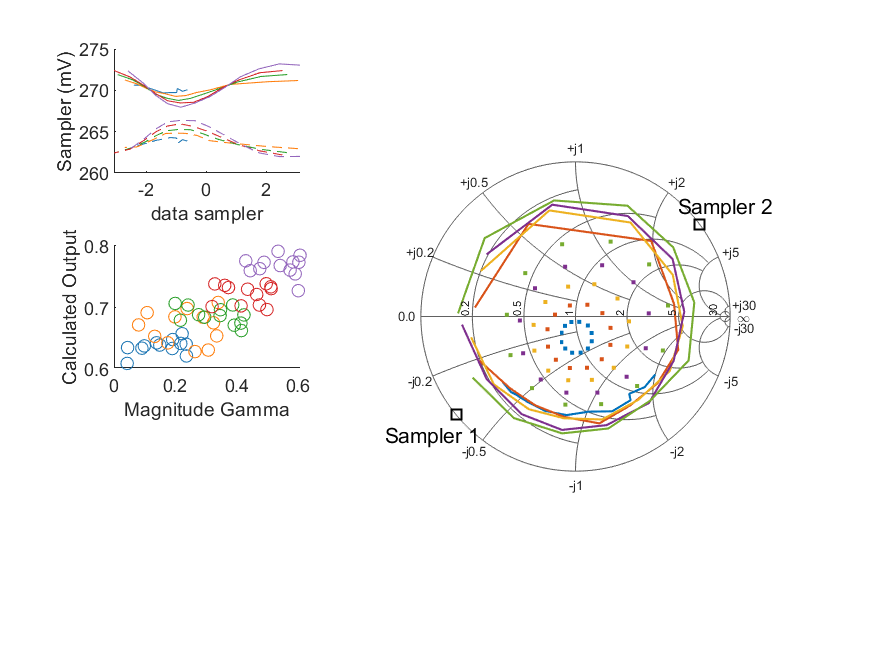 275
270
265
260
Sampler (mV)
-2 0 2
data sampler
0.8
0.7
0.6
Calculated Output
0 0.2 0.4 0.6
Magnitude Gamma
+j1
+j0.5 +j2
Sampler 2
+j0.2 +j5
0.0 0.2 0.5 1 2 5 30 +j30
∞
-j30
-j0.2 -j5
Sampler 1
-j0.5 -j2
-j1